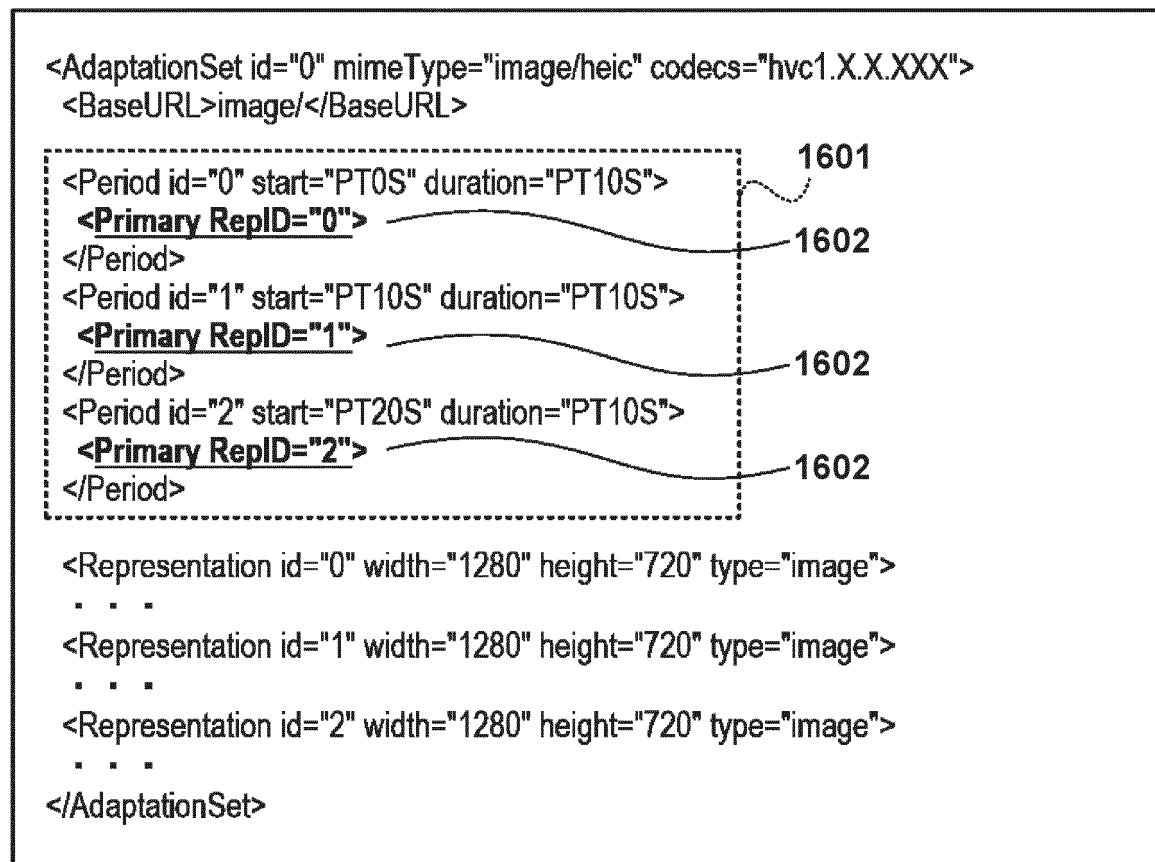 <AdaptationSet id="0" mimeType="image/heic" codecs="hvc1.X.X.XXX">
<BaseURL>image/</BaseURL>
1601
<Period id="0" start="PT0S" duration="PT10S">
<Primary RepID="0">
1602
</Period>
<Period id="1" start="PT10S" duration="PT10S">
<Primary RepID="1">
1602
</Period>
<Period id="2" start="PT20S" duration="PT10S">
<Primary RepID="2">
1602
</Period>
<Representation id="0" width="1280" height="720" type="image">
. . .
<Representation id="1" width="1280" height="720" type="image">
. . .
<Representation id="2" width="1280" height="720" type="image">
. . .
</AdaptationSet>